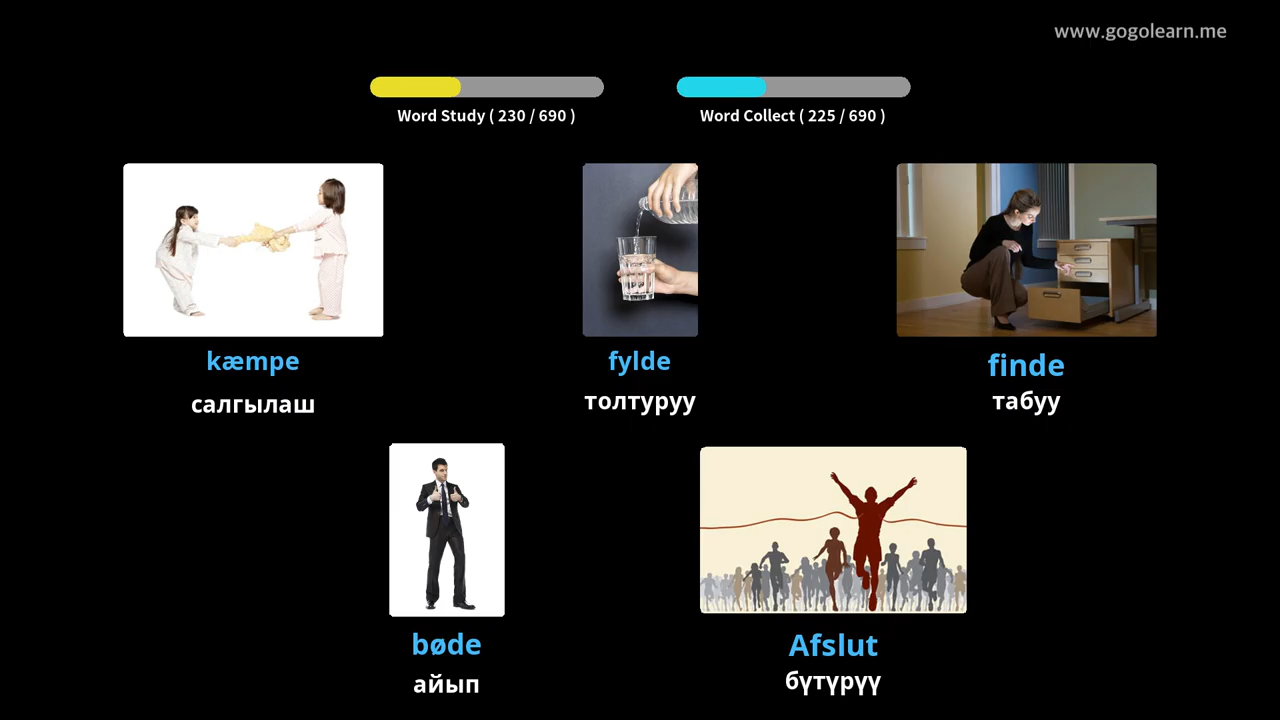 www.gogolearn.me
Word Study ( 230 / 690 )
Word Collect ( 225 / 690 )
kæmpe
салгылаш
fylde
толтуруу
finde
табуу
bøde
айып
Afslut
бүтүрүү